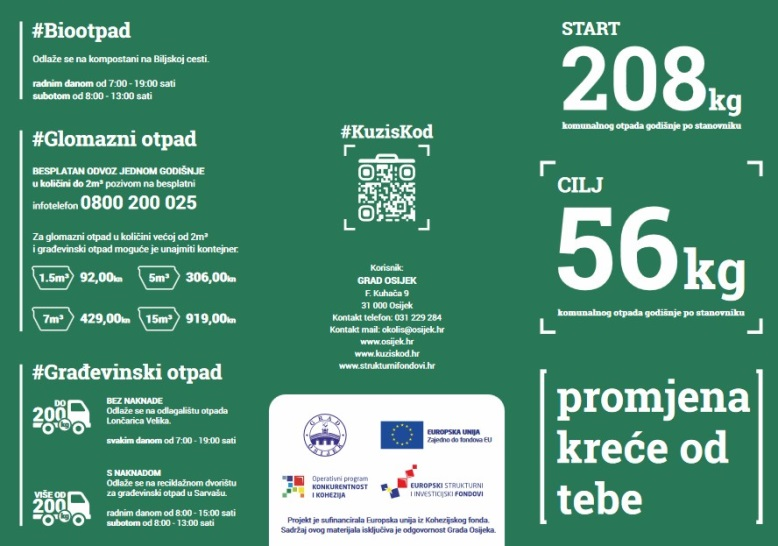 #Biootpad
Odlaže se na kompostani na Biljskoj cesti.
radnim danom od 7:00 - 19:00 sati
subotom od 8:00 - 13:00 sati
#Glomazni otpad
BESPLATAN ODVOZ JEDNOM GODIŠNJE
u količini do 2m³ pozivom na besplatni
infotelefon 0800 200 025
Za glomazni otpad u količini većoj od 2m³
i građevinski otpad moguće je unajmiti kontejner:
1.5m³ 92,00kn 5m³ 306,00kn
7m³ 429,00kn 15m³ 919,00kn
#Građevinski otpad
DO
200
kg
BEZ NAKNADE
Odlaže se na odlagalištu otpada
Lončarica Velika.
svakim danom od 7:00 - 19:00 sati
VIŠE OD
200
kg
S NAKNADOM
Odlaže se na reciklažnom dvorištu
za građevinski otpad u Sarvašu.
radnim danom od 8:00 - 15:00 sati
subotom od 8:00 - 13:00 sati
#KuzisKod
Korisnik:
GRAD OSIJEK
F. Kuhača 9
31 000 Osijek
Kontakt telefon: 031 229 284
Kontakt mail: okolis@osijek.hr
www.osijek.hr
www.kuziskod.hr
www.strukturnifondovi.hr
GRAD
OSIJEK
EUROPSKA UNIJA
Zajedno do fondova EU
Operativni program
KONKURENTNOST
I KOHEZIJA
EUROPSKI STRUKTURNI
I INVESTICIJSKI FONDOVI
Projekt je sufinancirala Europska unija iz Kohezijskog fonda.
Sadržaj ovog materijala isključiva je odgovornost Grada Osijeka.
START
208kg
komunalnog otpada godišnje po stanovniku
CILJ
56kg
komunalnog otpada godišnje po stanovniku
promjena
kreće od
tebe